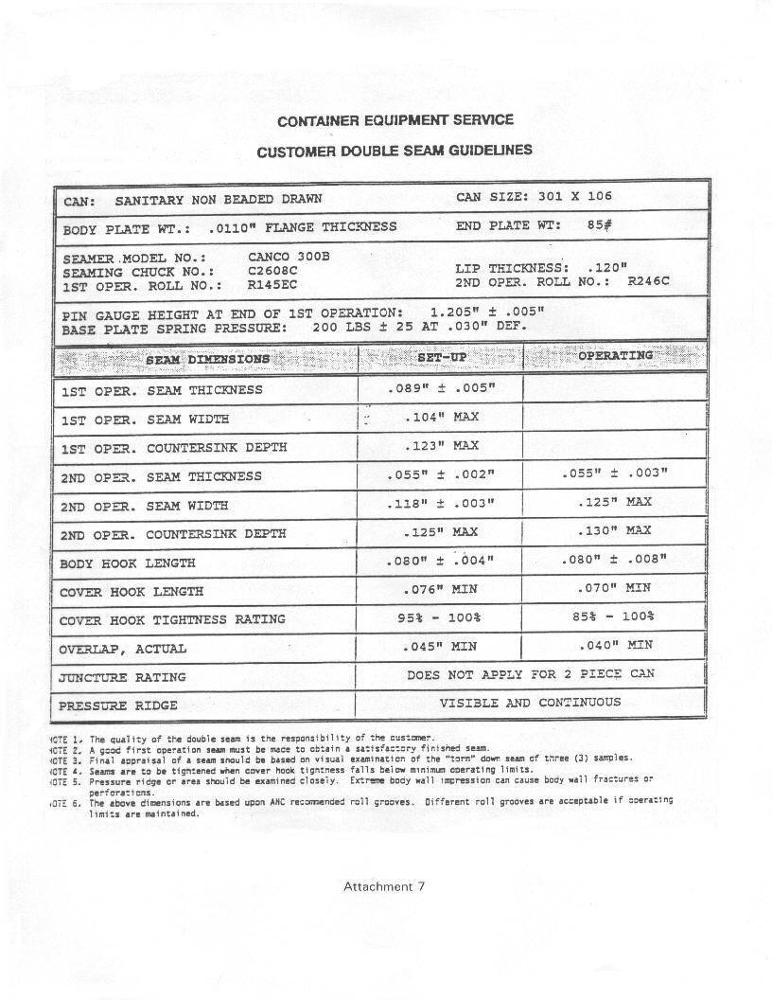 CONTAINER EQUIPMENT SERVICE
CUSTOMER DOUBLE SEAM GUIDELINES
CAN: SANITARY NON BEADED DRAWN CAN SIZE: 301 X 106
BODY PLATE WT.: .0110" FLANGE THICKNESS END PLATE WT: 85#
SEAMER MODEL NO.: CANCO 300B
SEAMING CHUCK NO.: C2608C LIP THICKNESS: .120"
1ST OPER. ROLL NO.: R145EC 2ND OPER. ROLL NO.: R246C
PIN GAUGE HEIGHT AT END OF 1ST OPERATION: 1.205" ± .005"
BASE PLATE SPRING PRESSURE: 200 LBS ± 25 AT .030" DEF.
SEAM DIMENSIONS SET-UP OPERATING
1ST OPER. SEAM THICKNESS .089" ± .005"
1ST OPER. SEAM WIDTH .104" MAX
1ST OPER. COUNTERSINK DEPTH .123" MAX
2ND OPER. SEAM THICKNESS .055" ± .002" .055" ± .003"
2ND OPER. SEAM WIDTH .118" ± .003" .125" MAX
2ND OPER. COUNTERSINK DEPTH .125" MAX .130" MAX
BODY HOOK LENGTH .080" ± .004" .080" ± .008"
COVER HOOK LENGTH .076" MIN .070" MIN
COVER HOOK TIGHTNESS RATING 95% - 100% 85% - 100%
OVERLAP, ACTUAL .045" MIN .040" MIN
JUNCTURE RATING DOES NOT APPLY FOR 2 PIECE CAN
PRESSURE RIDGE VISIBLE AND CONTINUOUS
NOTE 1. The quality of the double seam is the responsibility of the customer.
NOTE 2. A good first operation seam must be made to obtain a satisfactory finished seam.
NOTE 3. Final appraisal of a seam should be based on visual examination of the "torn" down seam of three (3) samples.
NOTE 4. Seams are to be tightened when cover hook tightness falls below minimum operating limits.
NOTE 5. Pressure ridge or area should be examined closely. Extreme body wall impression can cause body wall fractures or
perforations.
NOTE 6. The above dimensions are based upon ANC recommended roll grooves. Different roll grooves are acceptable if operating
limits are maintained.
Attachment 7